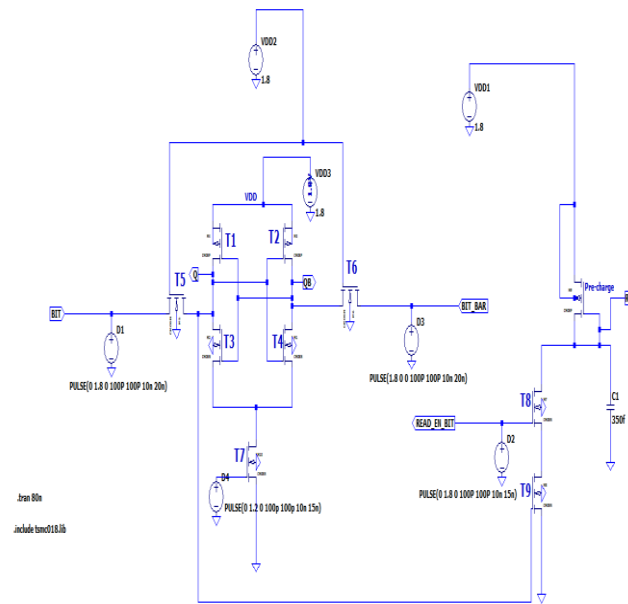 VDD2
1.8
VDD1
1.8
VDD
VDD3
1.8
T1
T2
Q
QB
T5
T6
Pre-charge
BIT
BIT_BAR
D1
D3
T3
T4
PULSE(0 1.8 0 100P 100P 10n 20n)
PULSE(1.8 0 0 100P 100P 10n 20n)
T8
C1
350f
READ_EN_BIT
D2
T7
D4
T9
PULSE(0 1.8 0 100P 100P 10n 15n)
PULSE(0 1.2 0 100p 100p 10n 15n)
.tran 80n
.include tsmc018.lib